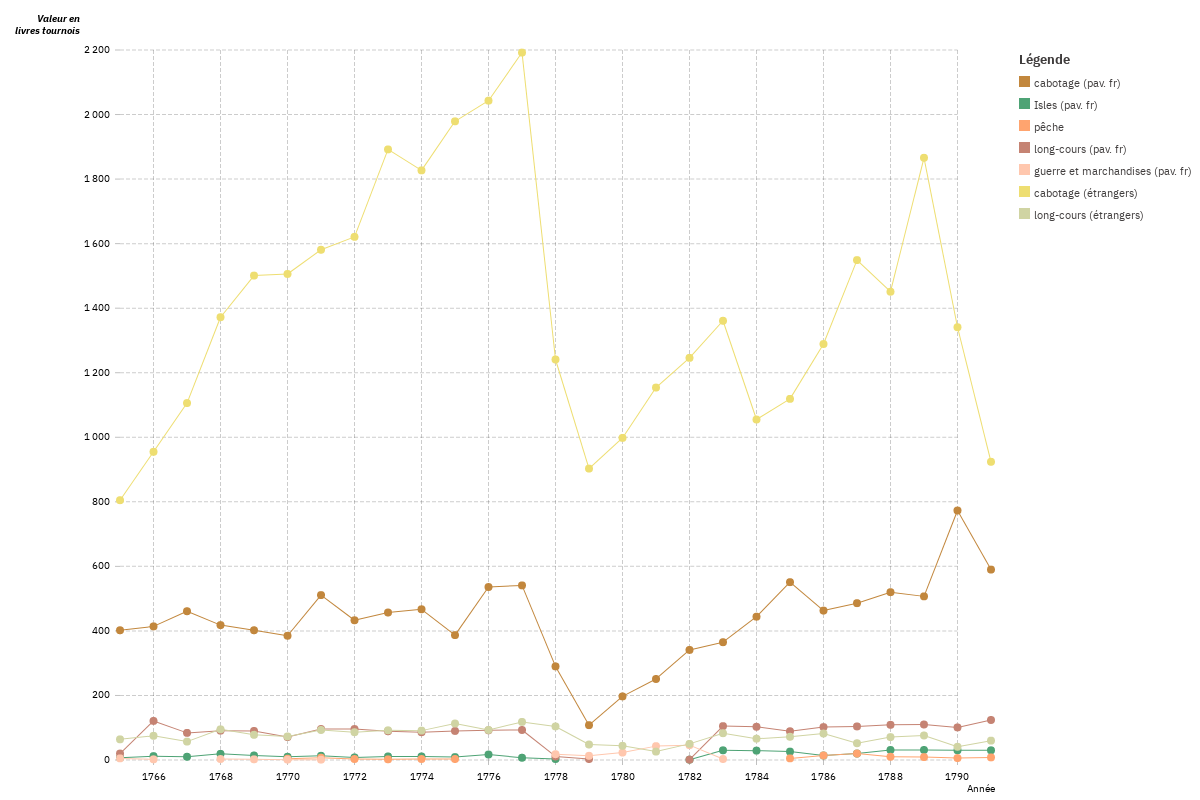 Valeur en
livres tournois
2 200
2 000
1 800
1 600
1 400
1 200
1 000
800
600
400
200
0
1766 1768 1770 1772 1774 1776 1778 1780 1782 1784 1786 1788 1790
Année
Légende
cabotage (pav. fr)
Isles (pav. fr)
pêche
long-cours (pav. fr)
guerre et marchandises (pav. fr)
cabotage (étrangers)
long-cours (étrangers)